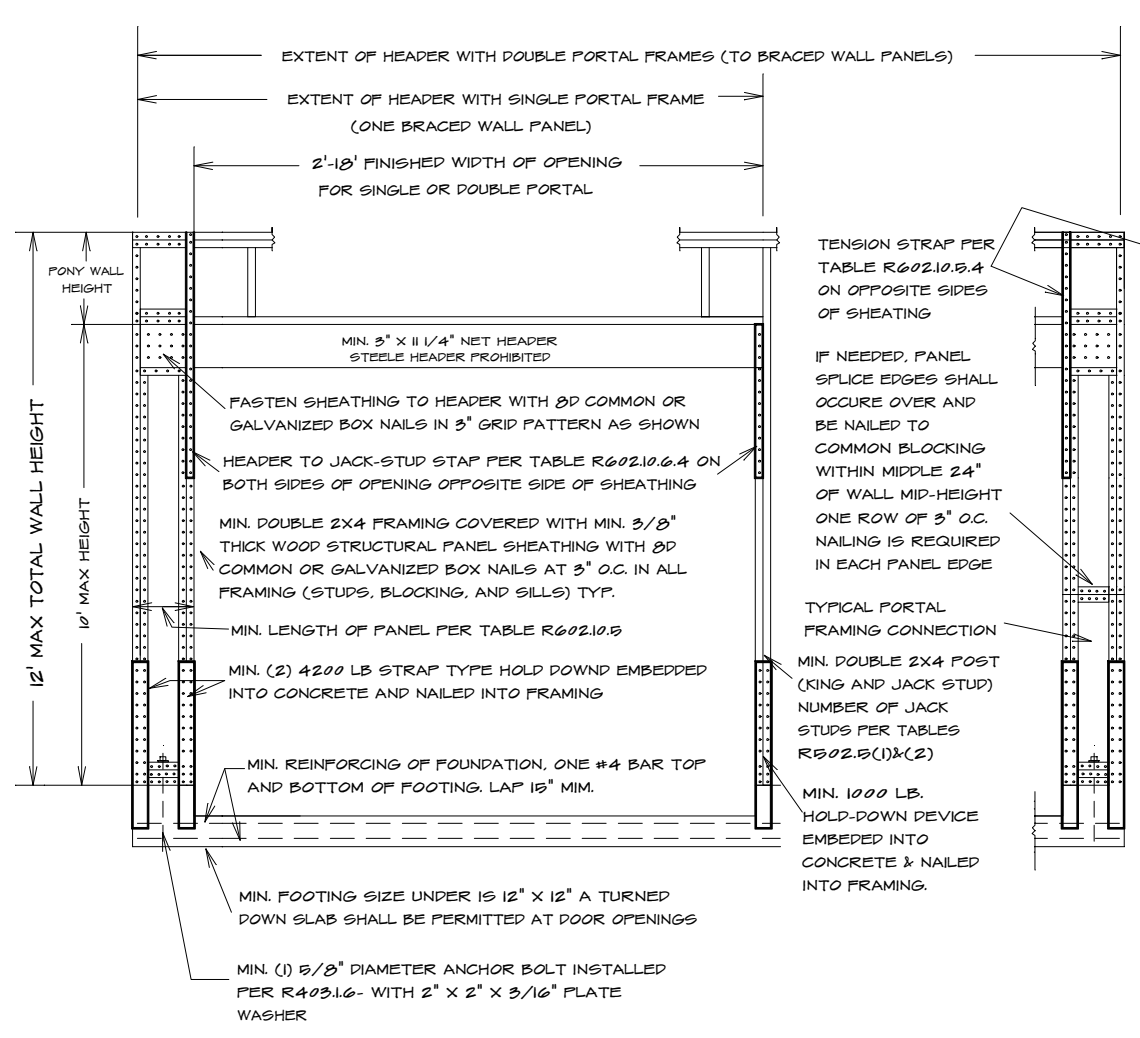 EXTENT OF HEADER WITH DOUBLE PORTAL FRAMES (TO BRACED WALL PANELS)
EXTENT OF HEADER WITH SINGLE PORTAL FRAME
(ONE BRACED WALL PANEL)
2'-18' FINISHED WIDTH OF OPENING
FOR SINGLE OR DOUBLE PORTAL
PONY WALL
HEIGHT
12' MAX TOTAL WALL HEIGHT
10' MAX HEIGHT
MIN. 3" X 11 1/4" NET HEADER
STEELE HEADER PROHIBITED
FASTEN SHEATHING TO HEADER WITH 8D COMMON OR
GALVANIZED BOX NAILS IN 3" GRID PATTERN AS SHOWN
HEADER TO JACK-STUD STAP PER TABLE R602.10.6.4 ON
BOTH SIDES OF OPENING OPPOSITE SIDE OF SHEATHING
MIN. DOUBLE 2X4 FRAMING COVERED WITH MIN. 3/8"
THICK WOOD STRUCTURAL PANEL SHEATHING WITH 8D
COMMON OR GALVANIZED BOX NAILS AT 3" O.C. IN ALL
FRAMING (STUDS, BLOCKING, AND SILLS) TYP.
MIN. LENGTH OF PANEL PER TABLE R602.10.5
MIN. (2) 4200 LB STRAP TYPE HOLD DOWND EMBEDDED
INTO CONCRETE AND NAILED INTO FRAMING
MIN. REINFORCING OF FOUNDATION, ONE #4 BAR TOP
AND BOTTOM OF FOOTING. LAP 15" MIM.
MIN. FOOTING SIZE UNDER IS 12" X 12" A TURNED
DOWN SLAB SHALL BE PERMITTED AT DOOR OPENINGS
MIN. (1) 5/8" DIAMETER ANCHOR BOLT INSTALLED
PER R403.1.6- WITH 2" X 2" X 3/16" PLATE
WASHER
TENSION STRAP PER
TABLE R602.10.5.4
ON OPPOSITE SIDES
OF SHEATING
IF NEEDED, PANEL
SPLICE EDGES SHALL
OCCURE OVER AND
BE NAILED TO
COMMON BLOCKING
WITHIN MIDDLE 24"
OF WALL MID-HEIGHT
ONE ROW OF 3" O.C.
NAILING IS REQUIRED
IN EACH PANEL EDGE
TYPICAL PORTAL
FRAMING CONNECTION
MIN. DOUBLE 2X4 POST
(KING AND JACK STUD)
NUMBER OF JACK
STUDS PER TABLES
R502.5(1)&(2)
MIN. 1000 LB.
HOLD-DOWN DEVICE
EMBEDED INTO
CONCRETE & NAILED
INTO FRAMING.